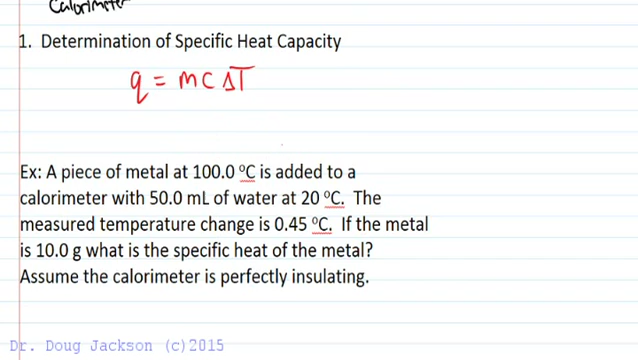 Calorimeter
1. Determination of Specific Heat Capacity
q = mCΔT
Ex: A piece of metal at 100.0 ºC is added to a
calorimeter with 50.0 mL of water at 20 ºC. The
measured temperature change is 0.45 ºC. If the metal
is 10.0 g what is the specific heat of the metal?
Assume the calorimeter is perfectly insulating.
Dr. Doug Jackson (c)2015